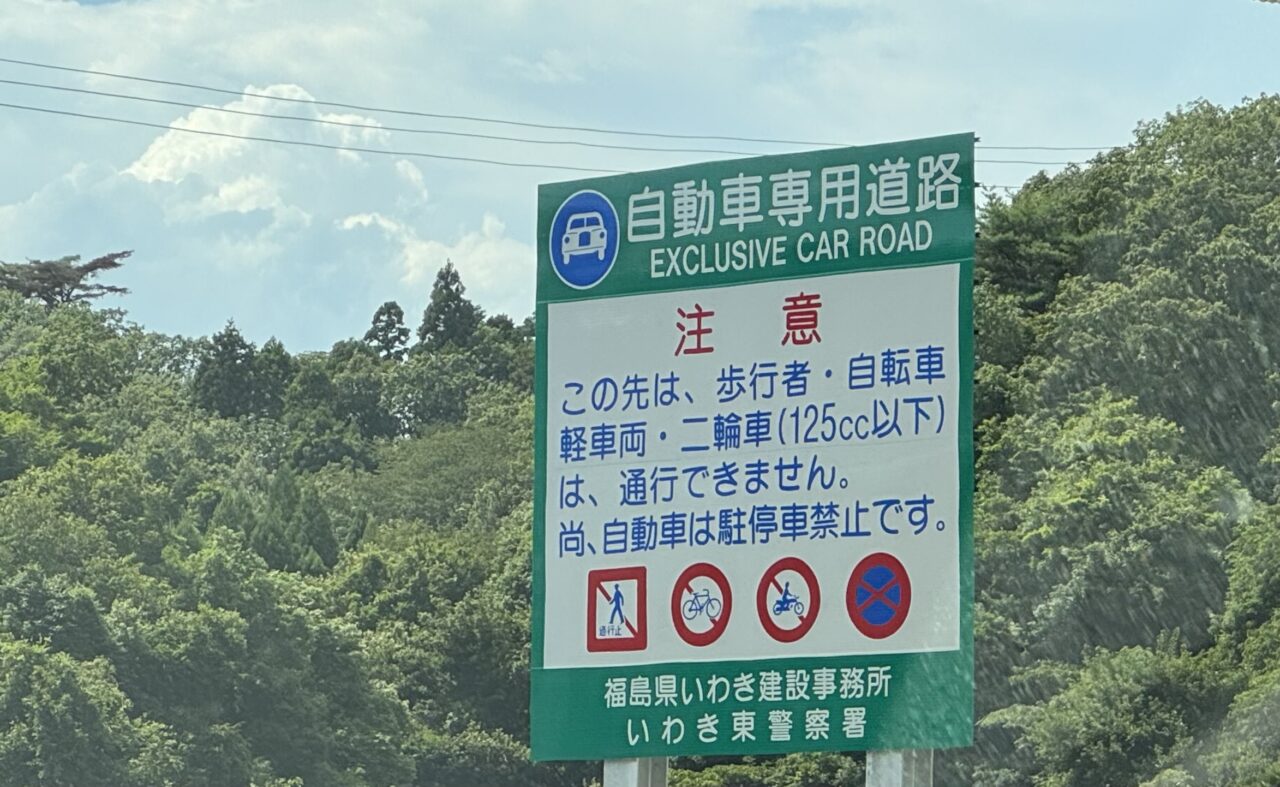 自動車専用道路
EXCLUSIVE CAR ROAD
注意
この先は、歩行者・自転車
軽車両・二輪車(125cc以下)
は、通行できません。
尚、自動車は駐停車禁止です。
通行止
福島県いわき建設事務所
いわき東警察署